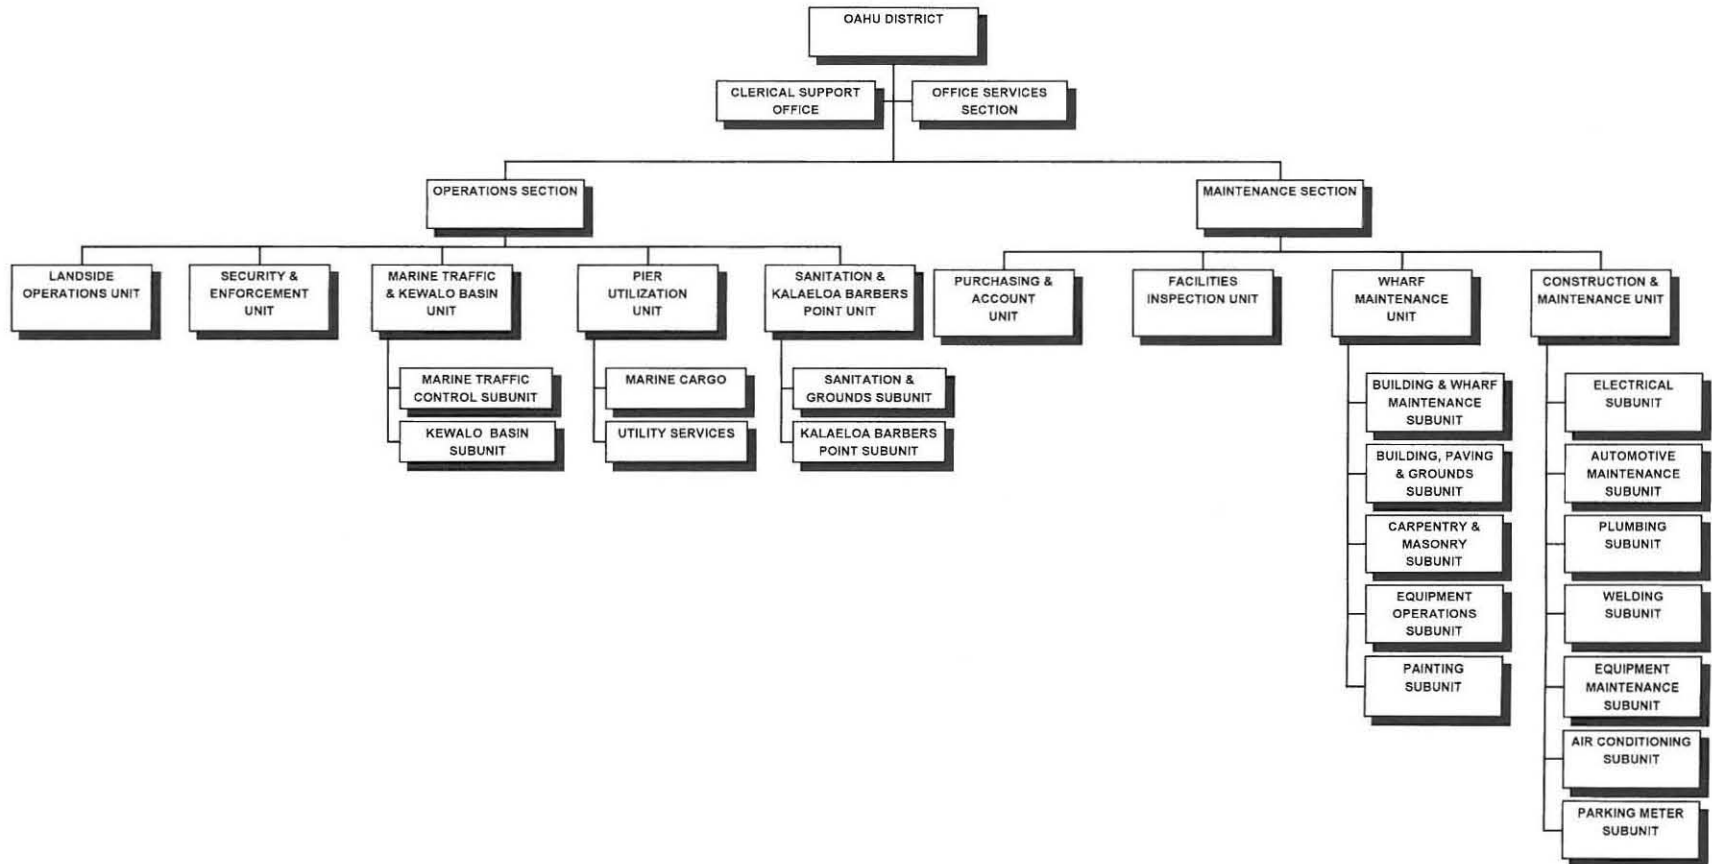 OAHU DISTRICT
CLERICAL SUPPORT
OFFICE
OFFICE SERVICES
SECTION
OPERATIONS SECTION
MAINTENANCE SECTION
LANDSIDE
OPERATIONS UNIT
SECURITY &
ENFORCEMENT
UNIT
MARINE TRAFFIC
& KEWALO BASIN
UNIT
PIER
UTILIZATION
UNIT
SANITATION &
KALAELOA BARBERS
POINT UNIT
PURCHASING &
ACCOUNT
UNIT
FACILITIES
INSPECTION UNIT
WHARF
MAINTENANCE
UNIT
CONSTRUCTION &
MAINTENANCE UNIT
MARINE TRAFFIC
CONTROL SUBUNIT
KEWALO BASIN
SUBUNIT
MARINE CARGO
UTILITY SERVICES
SANITATION &
GROUNDS SUBUNIT
KALAELOA BARBERS
POINT SUBUNIT
BUILDING & WHARF
MAINTENANCE
SUBUNIT
BUILDING, PAVING
& GROUNDS
SUBUNIT
CARPENTRY &
MASONRY
SUBUNIT
EQUIPMENT
OPERATIONS
SUBUNIT
PAINTING
SUBUNIT
ELECTRICAL
SUBUNIT
AUTOMOTIVE
MAINTENANCE
SUBUNIT
PLUMBING
SUBUNIT
WELDING
SUBUNIT
EQUIPMENT
MAINTENANCE
SUBUNIT
AIR CONDITIONING
SUBUNIT
PARKING METER
SUBUNIT